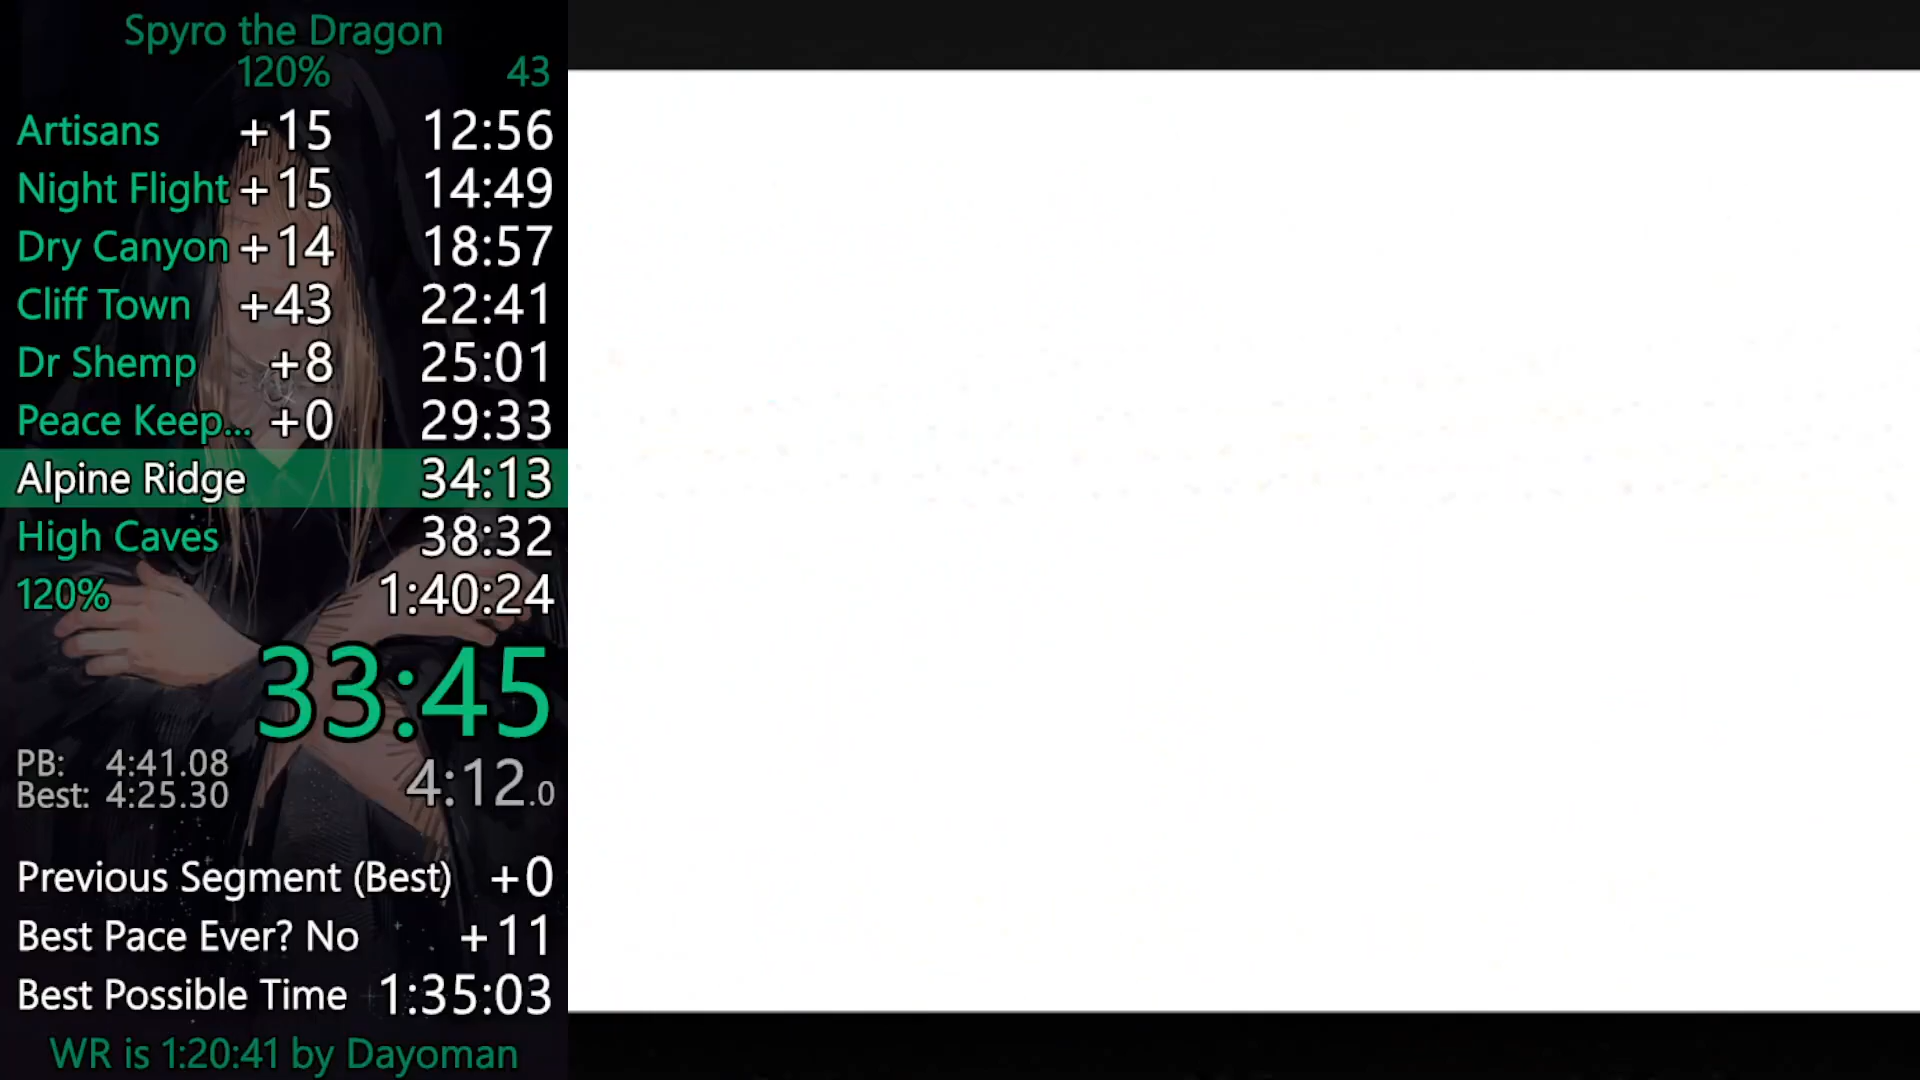 Spyro the Dragon
120% 43
Artisans +15 12:56
Night Flight +15 14:49
Dry Canyon +14 18:57
Cliff Town +43 22:41
Dr Shemp +8 25:01
Peace Keep... +0 29:33
Alpine Ridge 34:13
High Caves 38:32
120% 1:40:24
33:45
PB: 4:41.08
Best: 4:25.30 4:12.0
Previous Segment (Best) +0
Best Pace Ever? No +11
Best Possible Time 1:35:03
WR is 1:20:41 by Dayoman